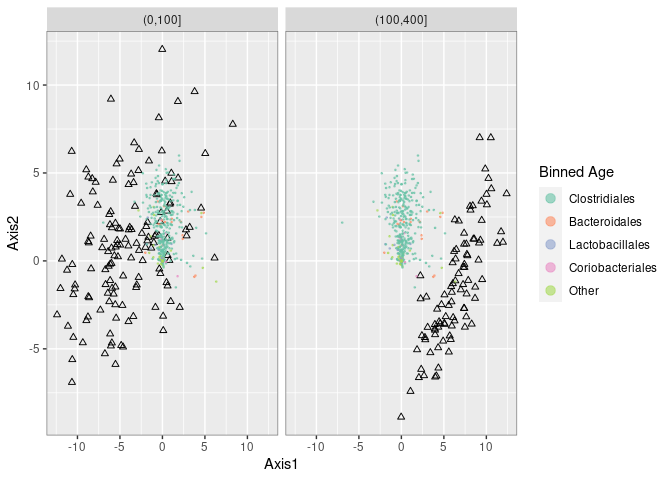 (0,100]
(100,400]
10
5
0
-5
Axis2
-10
-5
0
5
10
-10
-5
0
5
10
Axis1
Binned Age
Clostridiales
Bacteroidales
Lactobacillales
Coriobacteriales
Other